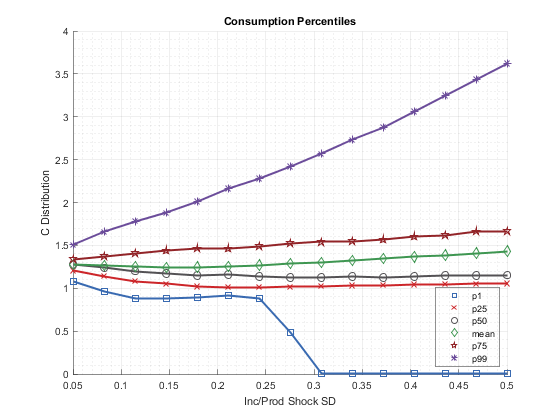 Consumption Percentiles
4
3.5
3
2.5
2
1.5
1
0.5
0
C Distribution
0.05 0.1 0.15 0.2 0.25 0.3 0.35 0.4 0.45 0.5
Inc/Prod Shock SD
p1
p25
p50
mean
p75
p99